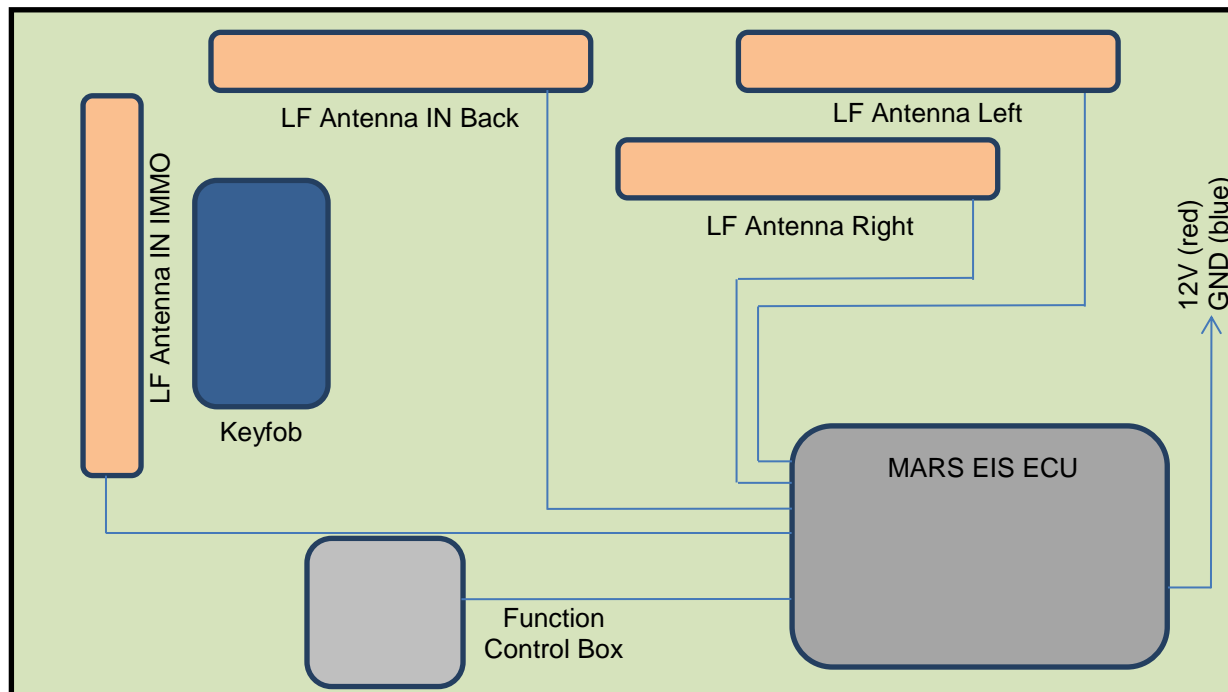 LF Antenna IN Back
LF Antenna Left
LF Antenna Right
LF Antenna IN IMMO
12V (red)
GND (blue)
Keyfob
MARS EIS ECU
Function
Control Box